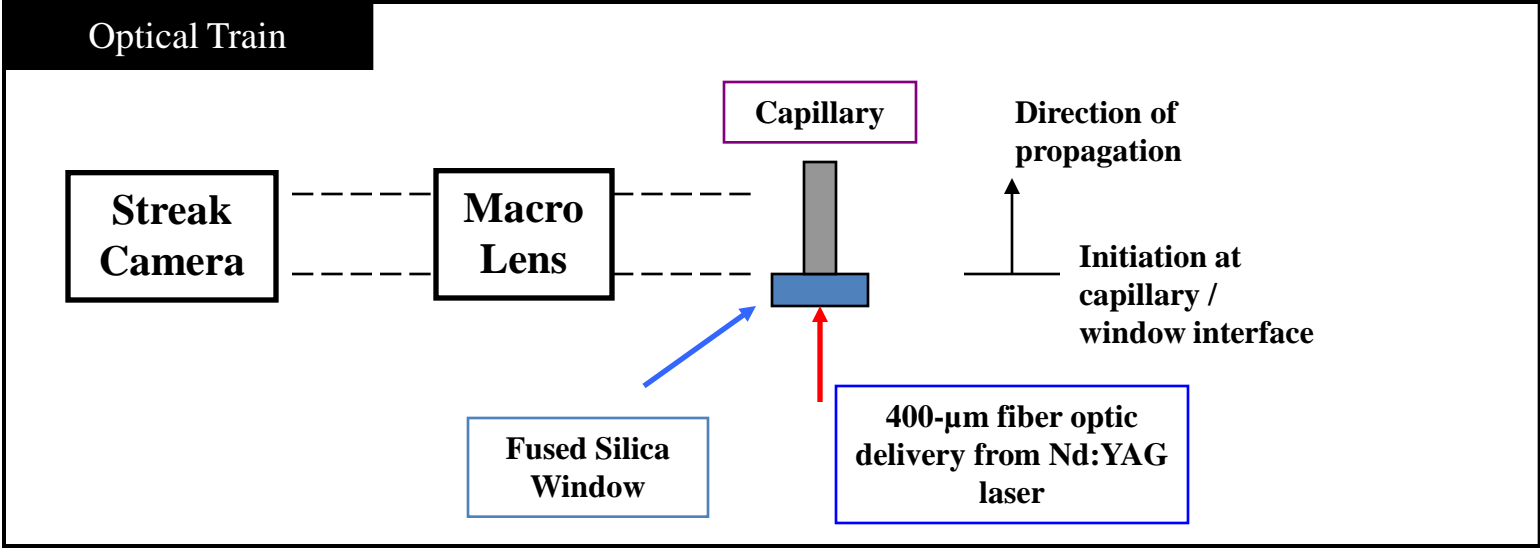 Optical Train
Capillary
Direction of
propagation
Streak
Camera
Macro
Lens
Initiation at
capillary /
window interface
Fused Silica
Window
400-µm fiber optic
delivery from Nd:YAG
laser